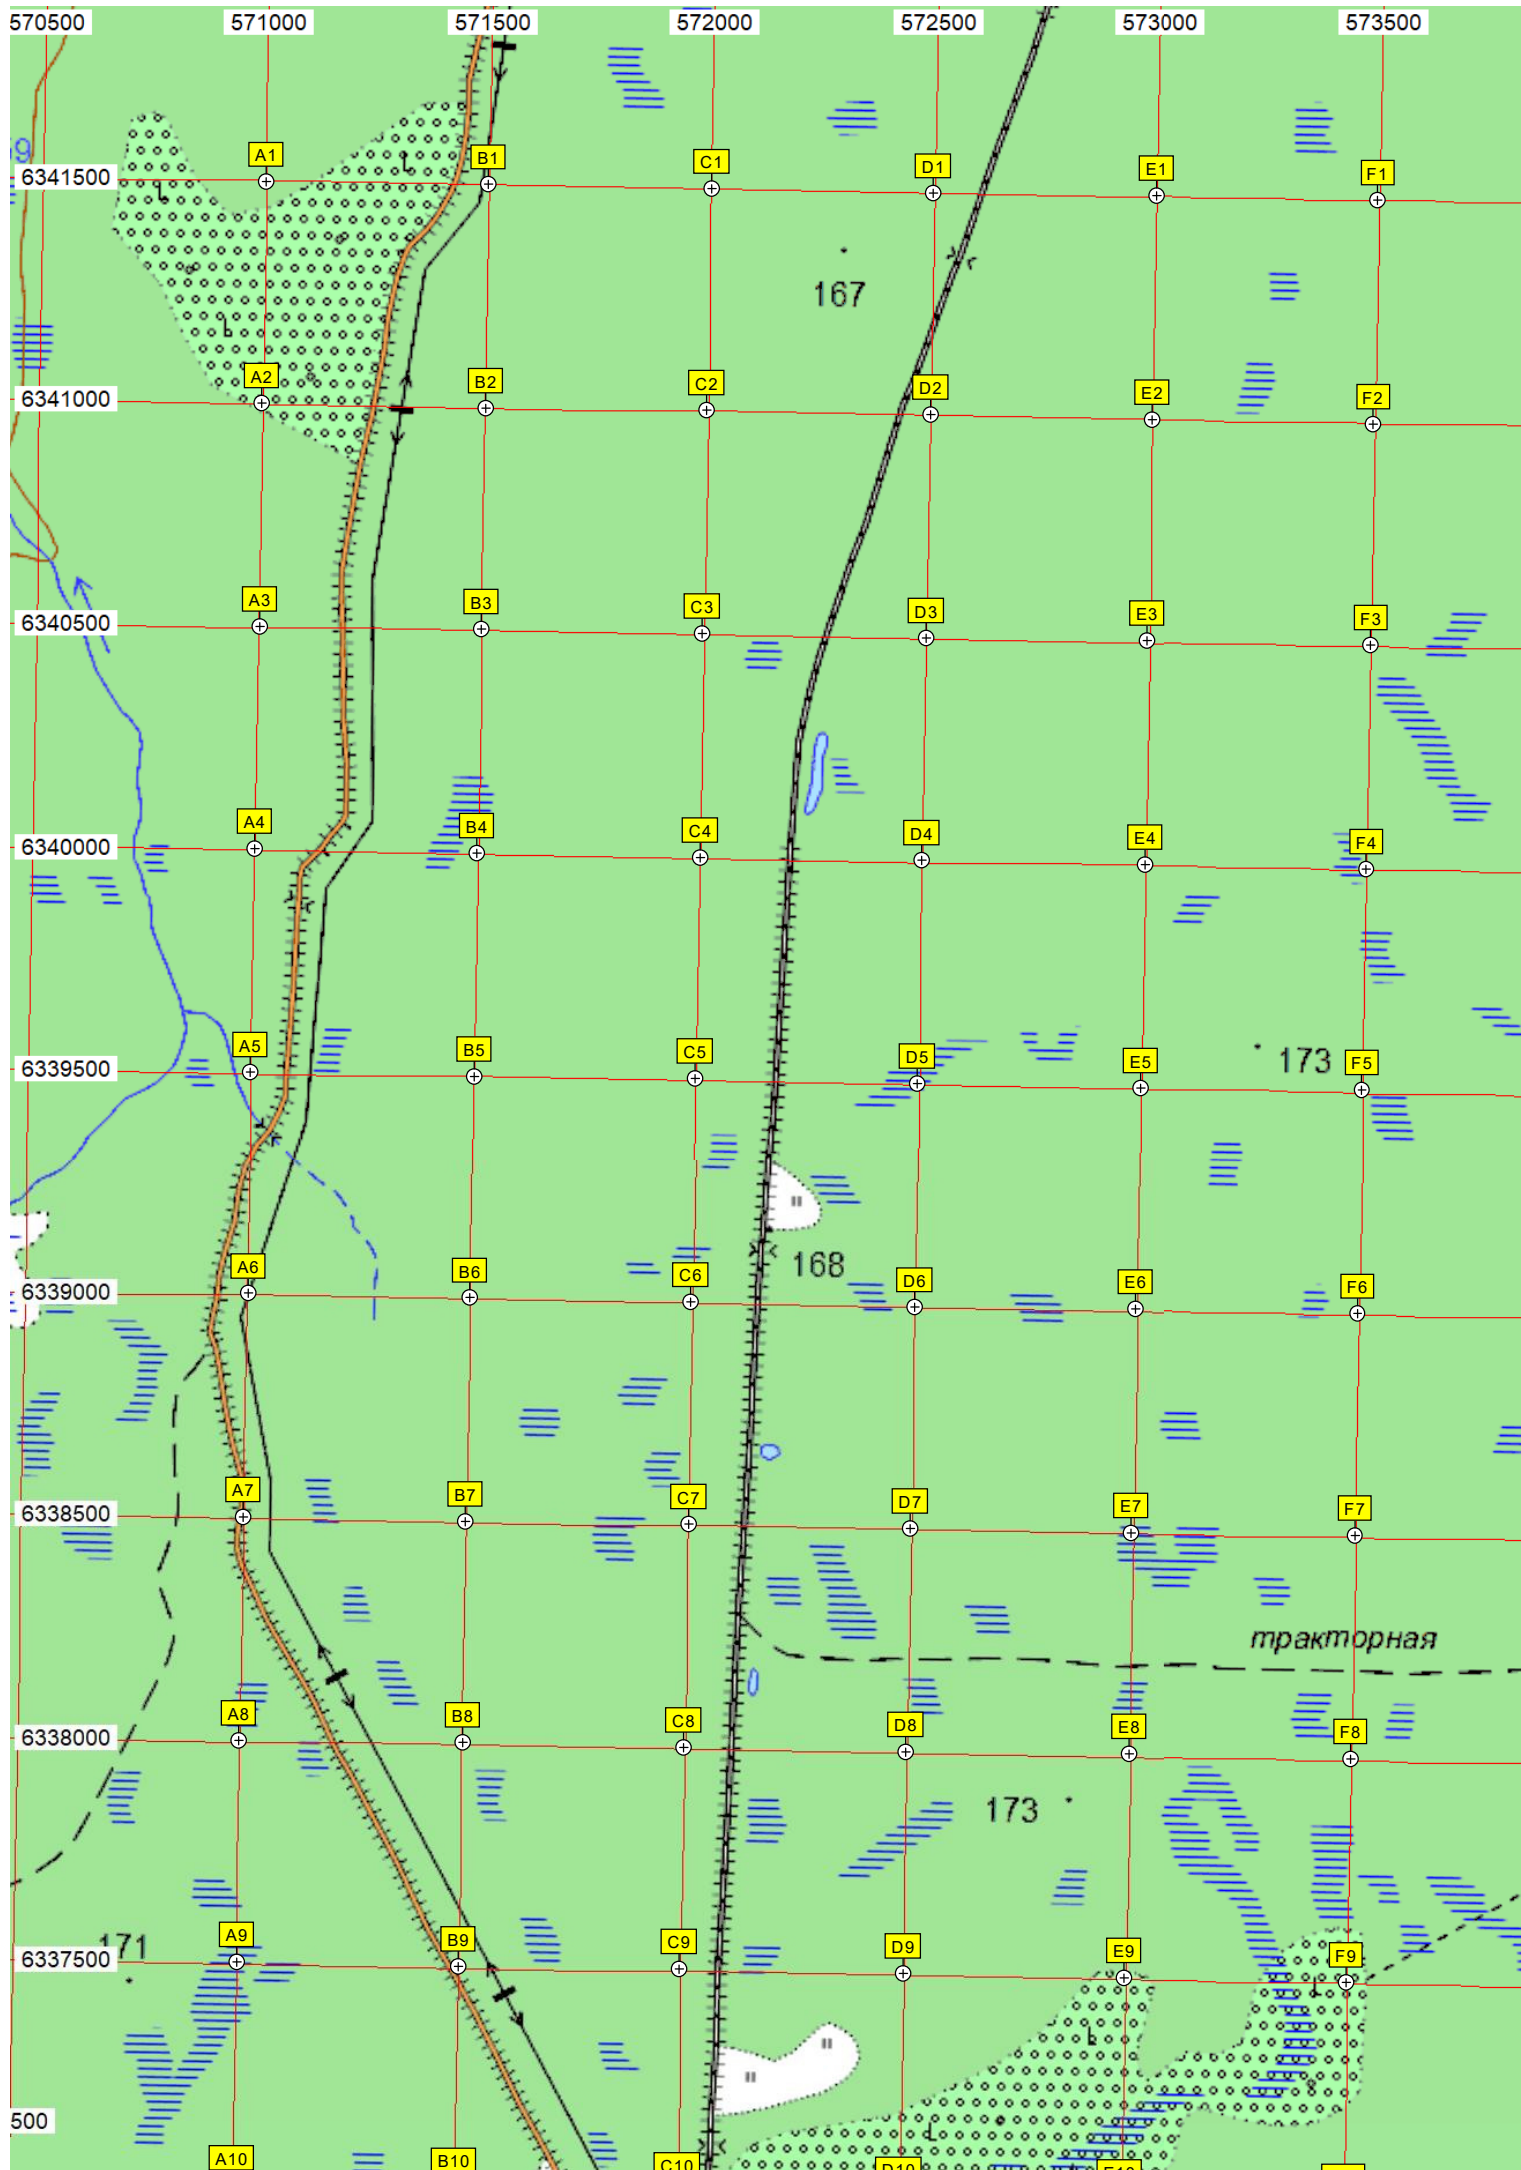 570500 571000 571500 572000 572500 573000 573500
A1 B1 C1 D1 E1 F1
6341500
167
A2 B2 C2 D2 E2 F2
6341000
A3 B3 C3 D3 E3 F3
6340500
A4 B4 C4 D4 E4 F4
6340000
A5 B5 C5 D5 E5 F5
173
6339500
168
A6 B6 C6 D6 E6 F6
6339000
A7 B7 C7 D7 E7 F7
6338500
тракторная
A8 B8 C8 D8 E8 F8
6338000
173
A9 B9 C9 D9 E9 F9
171
6337500
500
A10 B10 C10 D10 E10